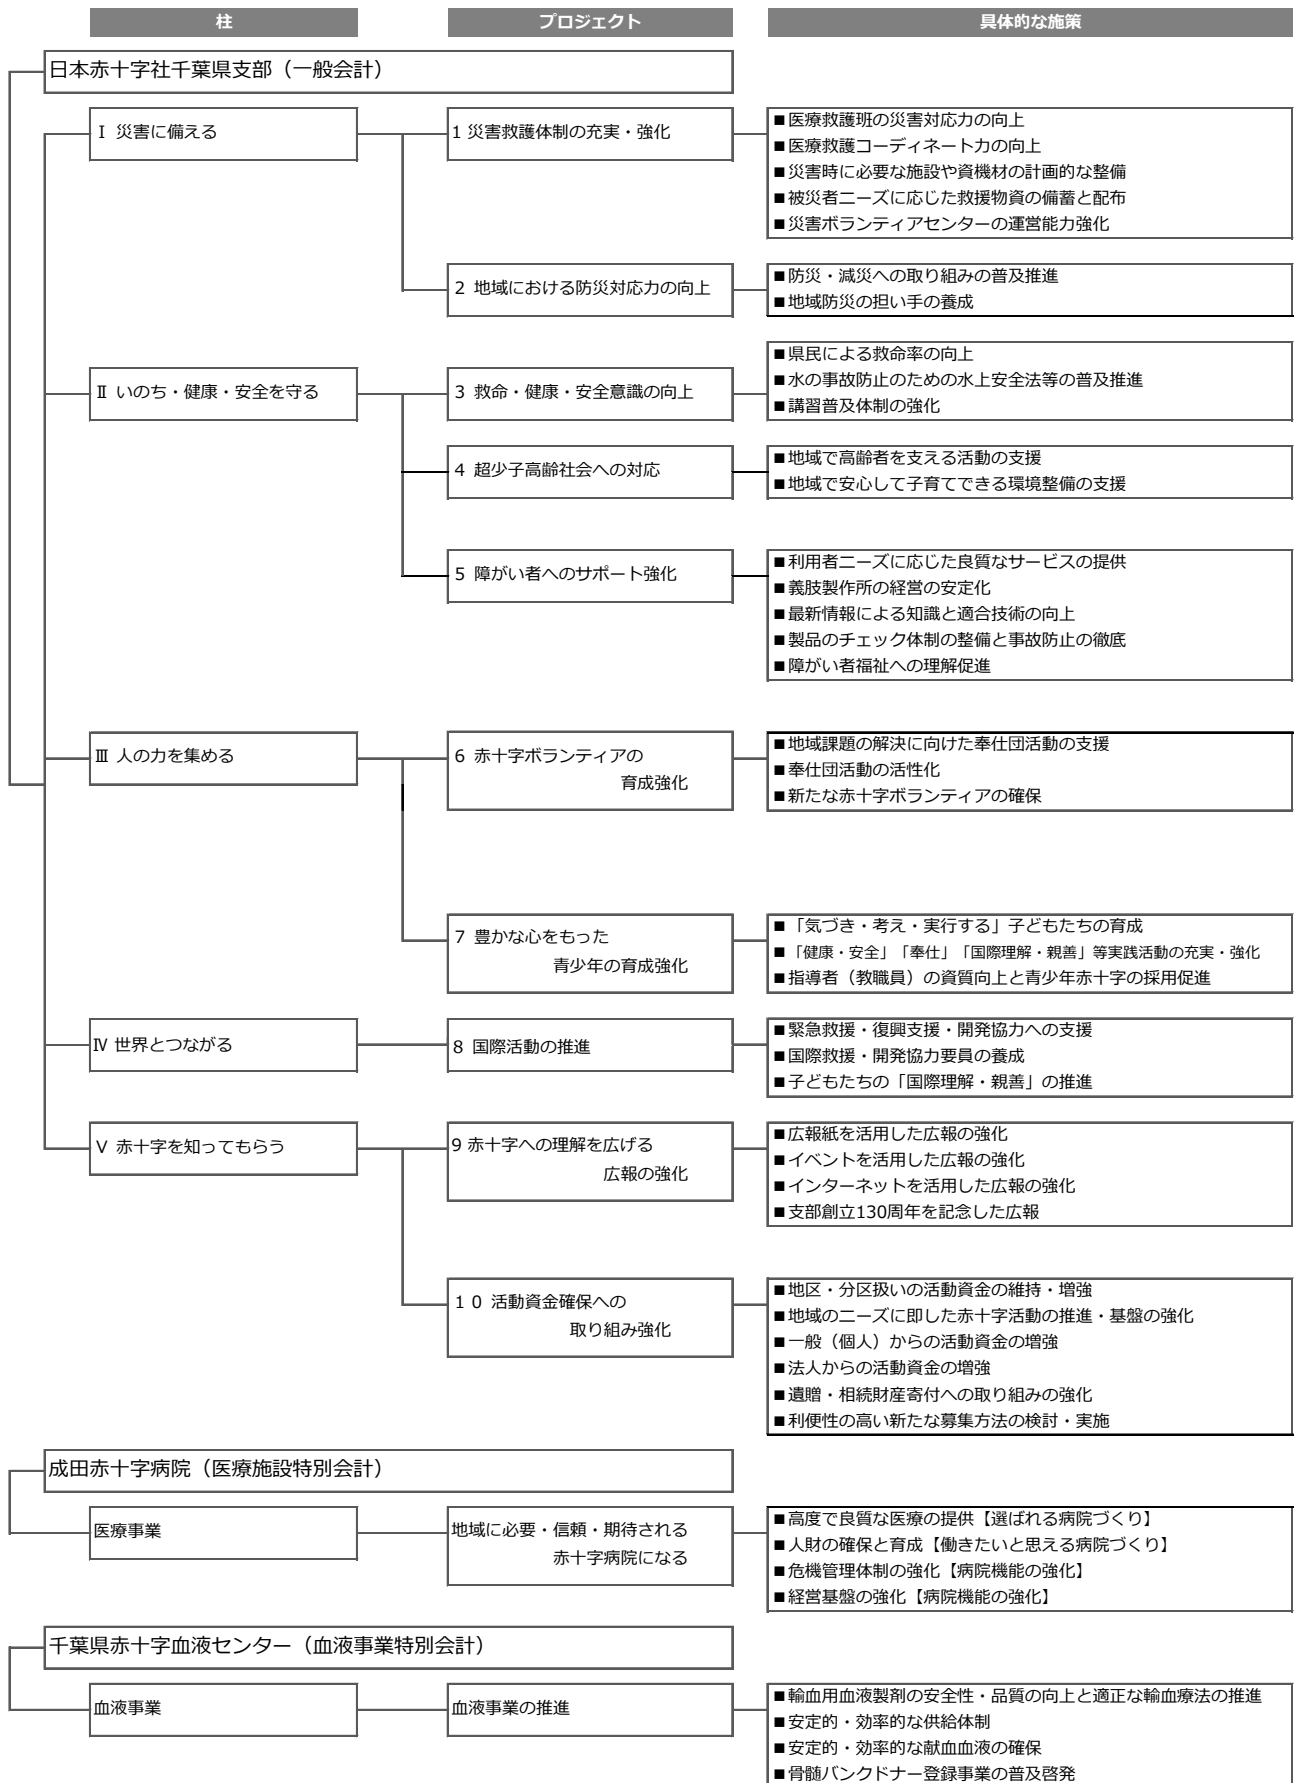 柱
プロジェクト
具体的な施策
日本赤十字社千葉県支部（一般会計）
Ⅰ 災害に備える
1 災害救護体制の充実・強化
■医療救護班の災害対応力の向上
■医療救護コーディネート力の向上
■災害時に必要な施設や資機材の計画的な整備
■被災者ニーズに応じた救援物資の備蓄と配布
■災害ボランティアセンターの運営能力強化
2 地域における防災対応力の向上
■防災・減災への取り組みの普及推進
■地域防災の担い手の養成
Ⅱ いのち・健康・安全を守る
3 救命・健康・安全意識の向上
■県民による救命率の向上
■水の事故防止のための水上安全法等の普及推進
■講習普及体制の強化
4 超少子高齢社会への対応
■地域で高齢者を支える活動の支援
■地域で安心して子育てできる環境整備の支援
5 障がい者へのサポート強化
■利用者ニーズに応じた良質なサービスの提供
■義肢製作所の経営の安定化
■最新情報による知識と適合技術の向上
■製品のチェック体制の整備と事故防止の徹底
■障がい者福祉への理解促進
Ⅲ 人の力を集める
6 赤十字ボランティアの
育成強化
■地域課題の解決に向けた奉仕団活動の支援
■奉仕団活動の活性化
■新たな赤十字ボランティアの確保
7 豊かな心をもった
青少年の育成強化
■「気づき・考え・実行する」子どもたちの育成
■「健康・安全」「奉仕」「国際理解・親善」等実践活動の充実・強化
■指導者（教職員）の資質向上と青少年赤十字の採用促進
Ⅳ 世界とつながる
8 国際活動の推進
■緊急救援・復興支援・開発協力への支援
■国際救援・開発協力要員の養成
■子どもたちの「国際理解・親善」の推進
Ⅴ 赤十字を知ってもらう
9 赤十字への理解を広げる
広報の強化
■広報紙を活用した広報の強化
■イベントを活用した広報の強化
■インターネットを活用した広報の強化
■支部創立130周年を記念した広報
１０ 活動資金確保への
取り組み強化
■地区・分区扱いの活動資金の維持・増強
■地域のニーズに即した赤十字活動の推進・基盤の強化
■一般（個人）からの活動資金の増強
■法人からの活動資金の増強
■遺贈・相続財産寄付への取り組みの強化
■利便性の高い新たな募集方法の検討・実施
成田赤十字病院（医療施設特別会計）
医療事業
地域に必要・信頼・期待される
赤十字病院になる
■高度で良質な医療の提供【選ばれる病院づくり】
■人財の確保と育成【働きたいと思える病院づくり】
■危機管理体制の強化【病院機能の強化】
■経営基盤の強化【病院機能の強化】
千葉県赤十字血液センター（血液事業特別会計）
血液事業
血液事業の推進
■輸血用血液製剤の安全性・品質の向上と適正な輸血療法の推進
■安定的・効率的な供給体制
■安定的・効率的な献血血液の確保
■骨髄バンクドナー登録事業の普及啓発